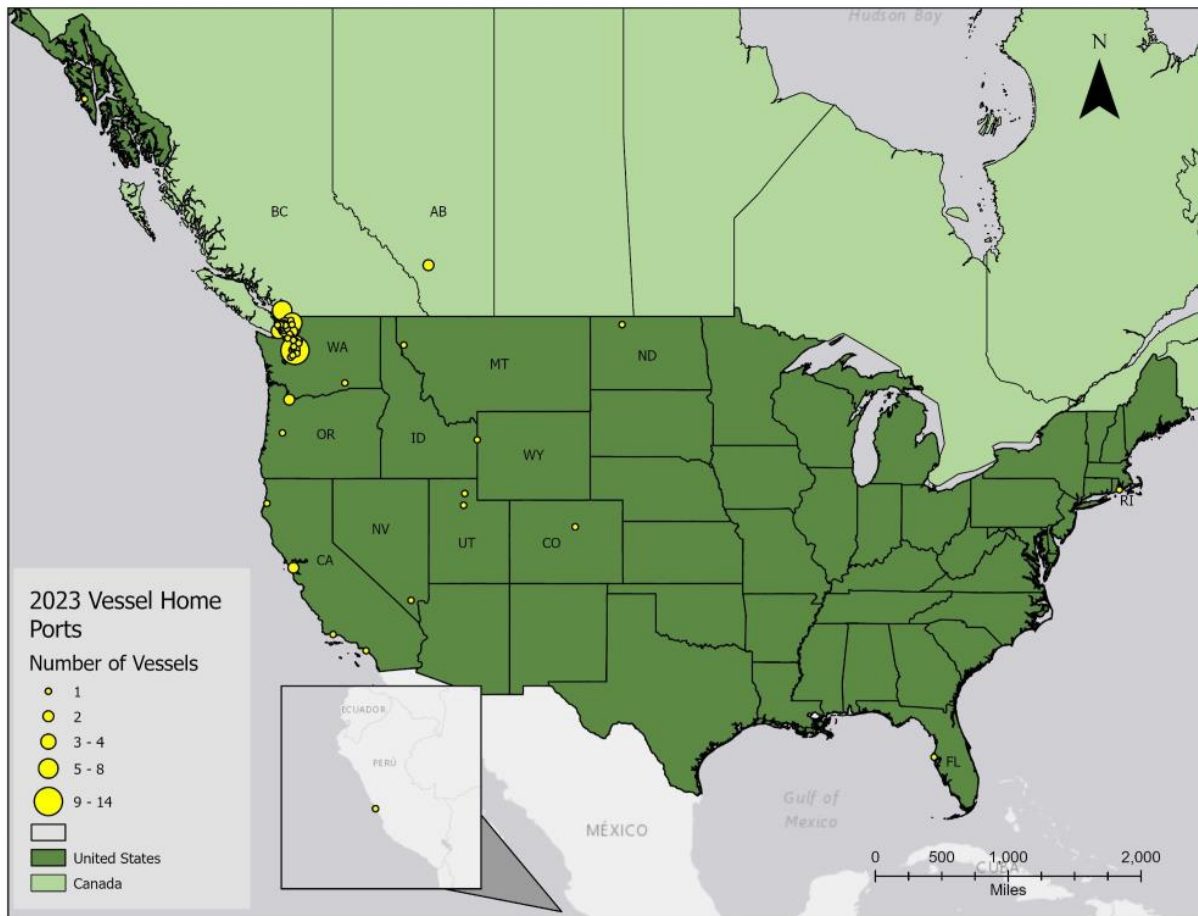 Hudson Bay
N
BC
AB
WA
MT
ND
OR
ID
WY
RI
NV
UT
CO
CA
2023 Vessel Home
Ports
Number of Vessels
1
2
3 - 4
5 - 8
9 - 14
United States
Canada
ECUADOR
PERÚ
FL
Gulf of
Mexico
MÉXICO
CUBA
0 500 1,000 2,000
Miles